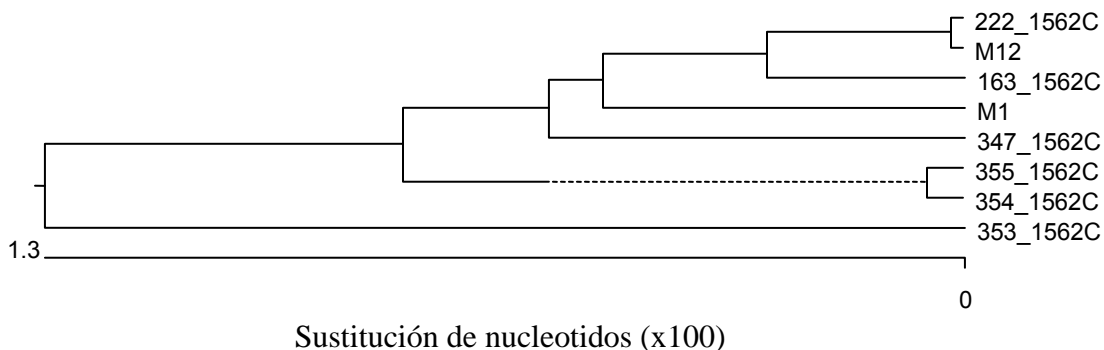 222_1562C
M12
163_1562C
M1
347_1562C
355_1562C
354_1562C
353_1562C
1.3
0
Sustitución de nucleotidos (x100)